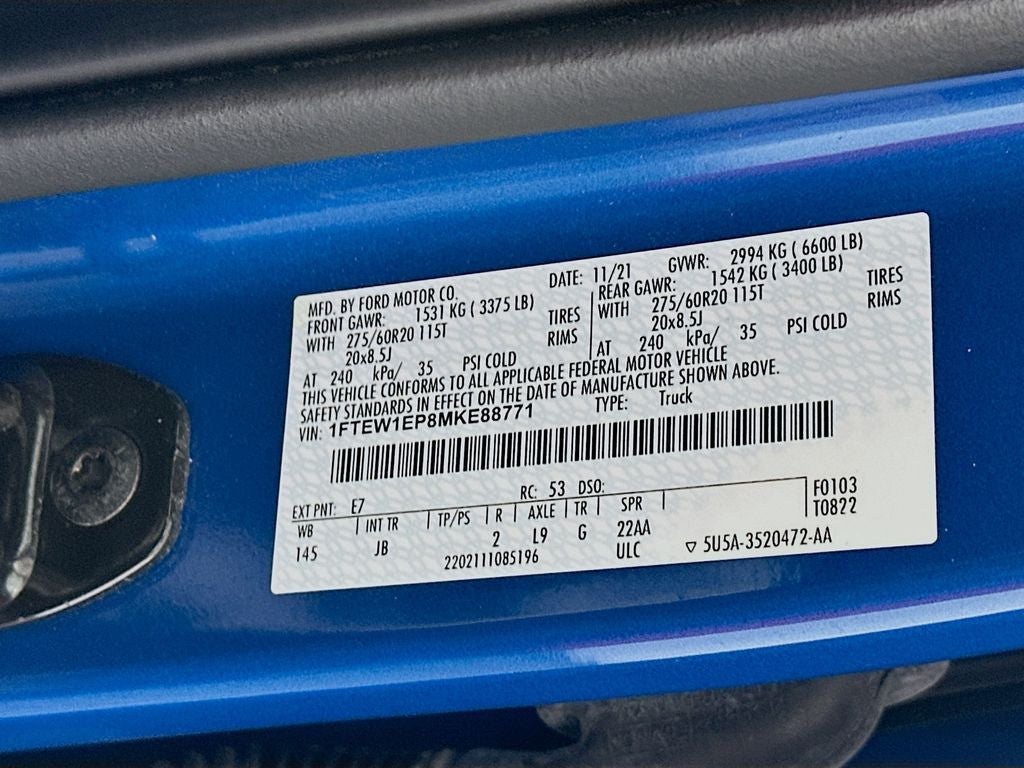 MFD. BY FORD MOTOR CO. DATE: 11/21 GVWR: 2994 KG ( 6600 LB)
FRONT GAWR: 1531 KG ( 3375 LB) REAR GAWR: 1542 KG ( 3400 LB)
WITH 275/60R20 115T TIRES WITH 275/60R20 115T TIRES
20x8.5J RIMS 20x8.5J RIMS
AT 240 kPa/ 35 PSI COLD AT 240 kPa/ 35 PSI COLD
THIS VEHICLE CONFORMS TO ALL APPLICABLE FEDERAL MOTOR VEHICLE
SAFETY STANDARDS IN EFFECT ON THE DATE OF MANUFACTURE SHOWN ABOVE.
VIN: 1FTEW1EP8MKE88771 TYPE: Truck
EXT PNT: E7 RC: 53 DSO: F0103
WB INT TR TP/PS R AXLE TR SPR T0822
145 JB 2 L9 G 22AA
2202111085196 ULC ▽ 5U5A-3520472-AA